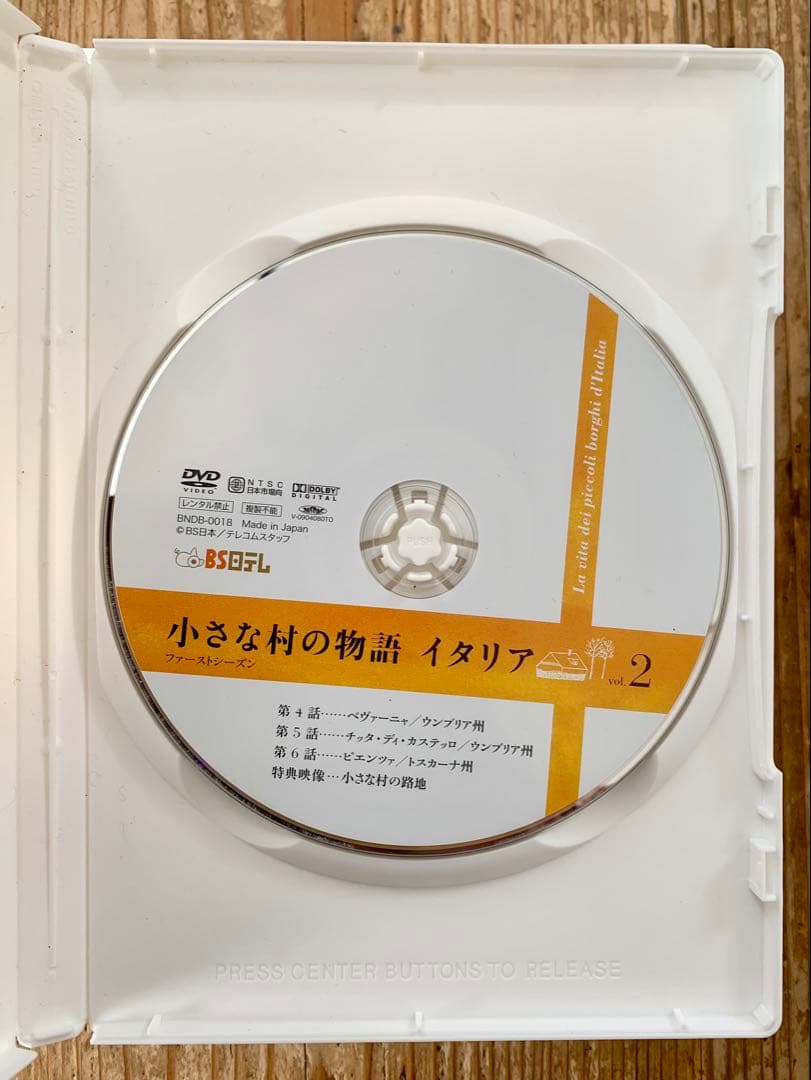 La vita dei piccoli borghi d'Italia
DVD VIDEO
NTSC 日本市場向
DOLBY DIGITAL
レンタル禁止 複製不能
V-0904060TO
BNDB-0018 Made in Japan
©BS日本/テレコムスタッフ
BS日テレ
PUSH
小さな村の物語 イタリア
ファーストシーズン
vol. 2
第4話……ベヴァーニャ/ウンブリア州
第5話……チッタ・ディ・カステッロ/ウンブリア州
第6話……ピエンツァ/トスカーナ州
特典映像…小さな村の路地
PRESS CENTER BUTTONS TO RELEASE